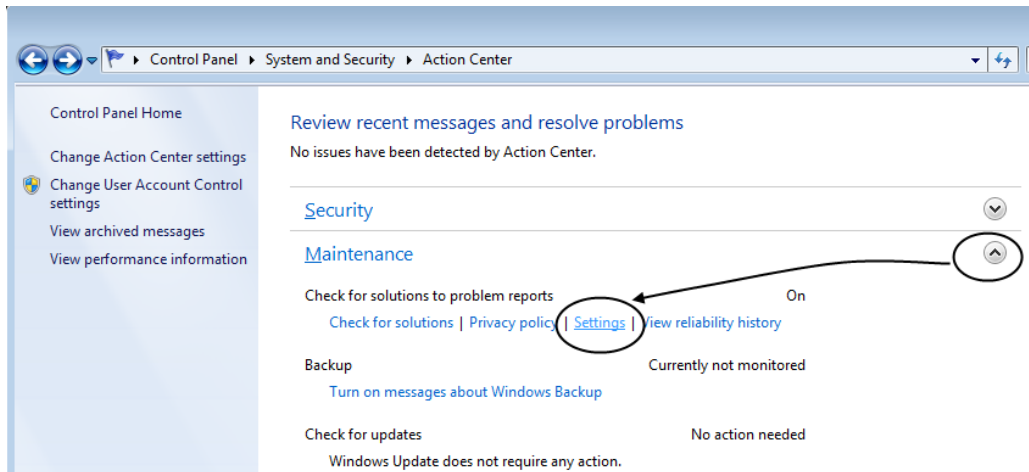 Control Panel ▸ System and Security ▸ Action Center
Control Panel Home
Change Action Center settings
Change User Account Control
settings
View archived messages
View performance information
Review recent messages and resolve problems
No issues have been detected by Action Center.
Security
Maintenance
Check for solutions to problem reports On
Check for solutions | Privacy policy | Settings | View reliability history
Backup Currently not monitored
Turn on messages about Windows Backup
Check for updates No action needed
Windows Update does not require any action.